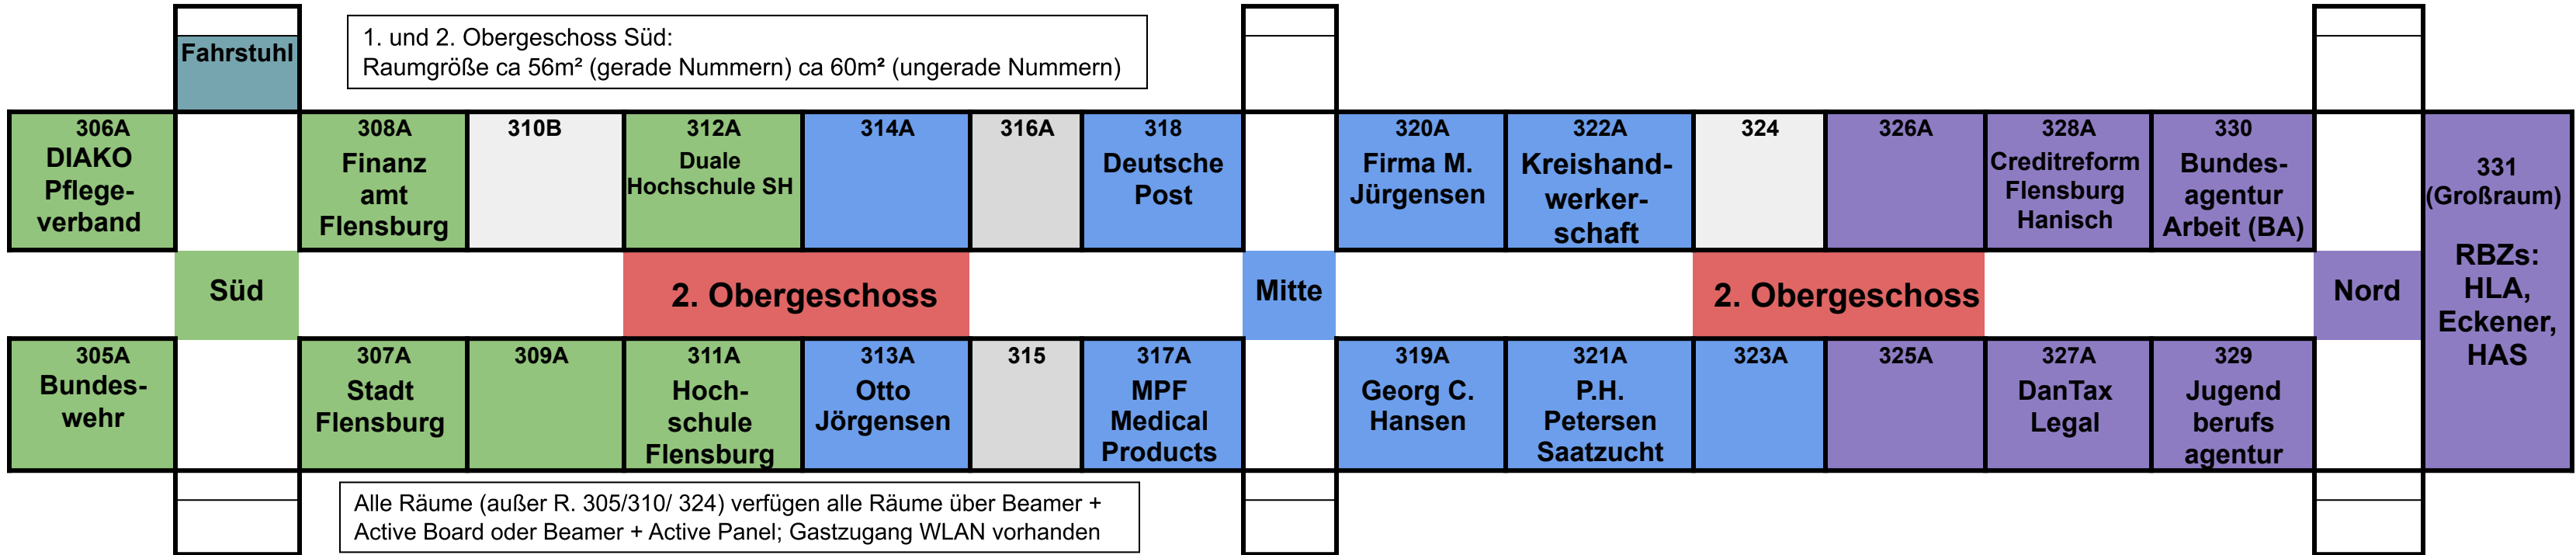 Fahrstuhl
1. und 2. Obergeschoss Süd:
Raumgröße ca 56m² (gerade Nummern) ca 60m² (ungerade Nummern)
306A
DIAKO
Pflege-
verband
308A
Finanz
amt
Flensburg
310B
312A
Duale
Hochschule SH
314A
316A
318
Deutsche
Post
320A
Firma M.
Jürgensen
322A
Kreishand-
werker-
schaft
324
326A
328A
Creditreform
Flensburg
Hanisch
330
Bundes-
agentur
Arbeit (BA)
331
(Großraum)
RBZs:
HLA,
Eckener,
HAS
Süd
2. Obergeschoss
Mitte
2. Obergeschoss
Nord
305A
Bundes-
wehr
307A
Stadt
Flensburg
309A
311A
Hoch-
schule
Flensburg
313A
Otto
Jörgensen
315
317A
MPF
Medical
Products
319A
Georg C.
Hansen
321A
P.H.
Petersen
Saatzucht
323A
325A
327A
DanTax
Legal
329
Jugend
berufs
agentur
Alle Räume (außer R. 305/310/ 324) verfügen alle Räume über Beamer +
Active Board oder Beamer + Active Panel; Gastzugang WLAN vorhanden